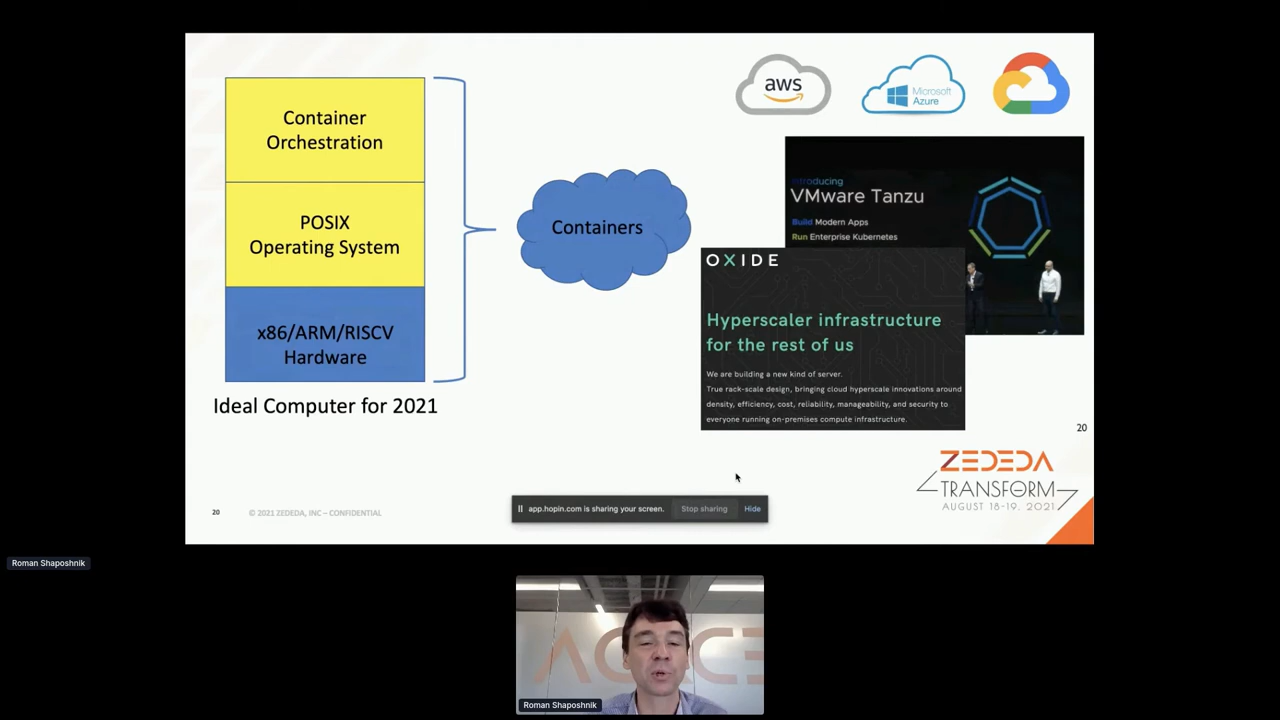 Container
Orchestration
POSIX
Operating System
x86/ARM/RISCV
Hardware
Ideal Computer for 2021
Containers
aws
Microsoft
Azure
Introducing
VMware Tanzu
Build Modern Apps
Run Enterprise Kubernetes
OXIDE
Hyperscaler infrastructure
for the rest of us
We are building a new kind of server.
True rack-scale design, bringing cloud hyperscale innovations around
density, efficiency, cost, reliability, manageability, and security to
everyone running on-premises compute infrastructure.
20
ZEDEDA
TRANSFORM
AUGUST 18-19, 2021
20
© 2021 ZEDEDA, INC – CONFIDENTIAL
app.hopin.com is sharing your screen.
Stop sharing
Hide
Roman Shaposhnik
Roman Shaposhnik